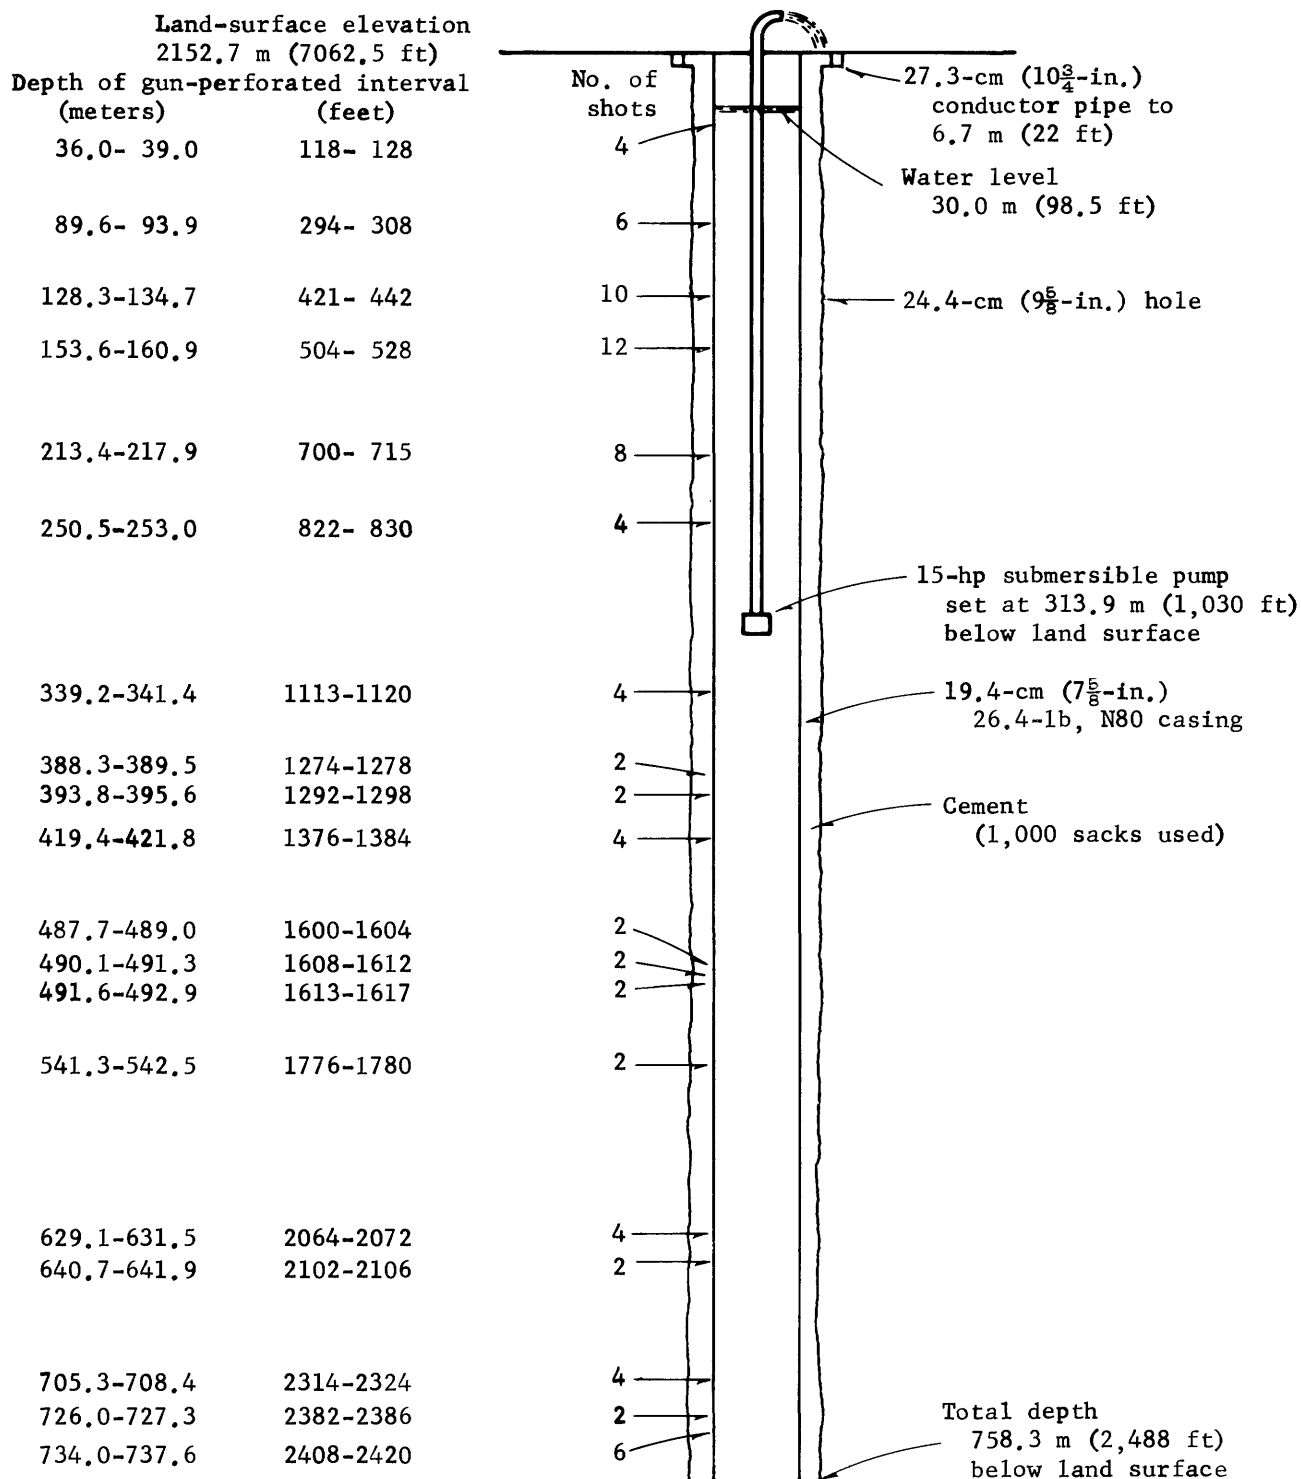 Land-surface elevation
2152.7 m (7062.5 ft)
Depth of gun-perforated interval
(meters) (feet)
No. of
shots
36.0- 39.0 118- 128 4
89.6- 93.9 294- 308 6
128.3-134.7 421- 442 10
153.6-160.9 504- 528 12
213.4-217.9 700- 715 8
250.5-253.0 822- 830 4
339.2-341.4 1113-1120 4
388.3-389.5 1274-1278 2
393.8-395.6 1292-1298 2
419.4-421.8 1376-1384 4
487.7-489.0 1600-1604 2
490.1-491.3 1608-1612 2
491.6-492.9 1613-1617 2
541.3-542.5 1776-1780 2
629.1-631.5 2064-2072 4
640.7-641.9 2102-2106 2
705.3-708.4 2314-2324 4
726.0-727.3 2382-2386 2
734.0-737.6 2408-2420 6
27.3-cm (10¾-in.)
conductor pipe to
6.7 m (22 ft)
Water level
30.0 m (98.5 ft)
24.4-cm (9⅝-in.) hole
15-hp submersible pump
set at 313.9 m (1,030 ft)
below land surface
19.4-cm (7⅝-in.)
26.4-lb, N80 casing
Cement
(1,000 sacks used)
Total depth
758.3 m (2,488 ft)
below land surface